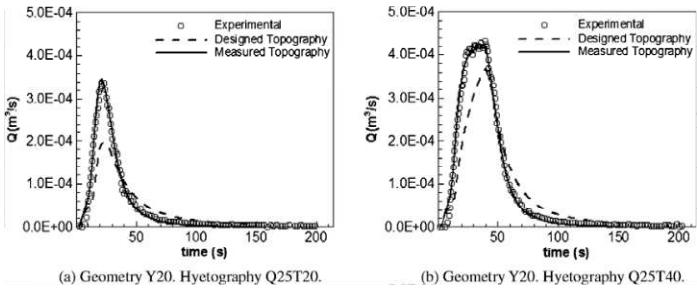 5.0E-04
4.0E-04
3.0E-04
2.0E-04
1.0E-04
0.0E+00
Q(m³/s)
Experimental
Designed Topography
Measured Topography
50
100
150
200
time (s)
(a) Geometry Y20. Hyetography Q25T20.
5.0E-04
4.0E-04
3.0E-04
2.0E-04
1.0E-04
0.0E+00
Q(m³/s)
Experimental
Designed Topography
Measured Topography
50
100
150
200
time (s)
(b) Geometry Y20. Hyetography Q25T40.